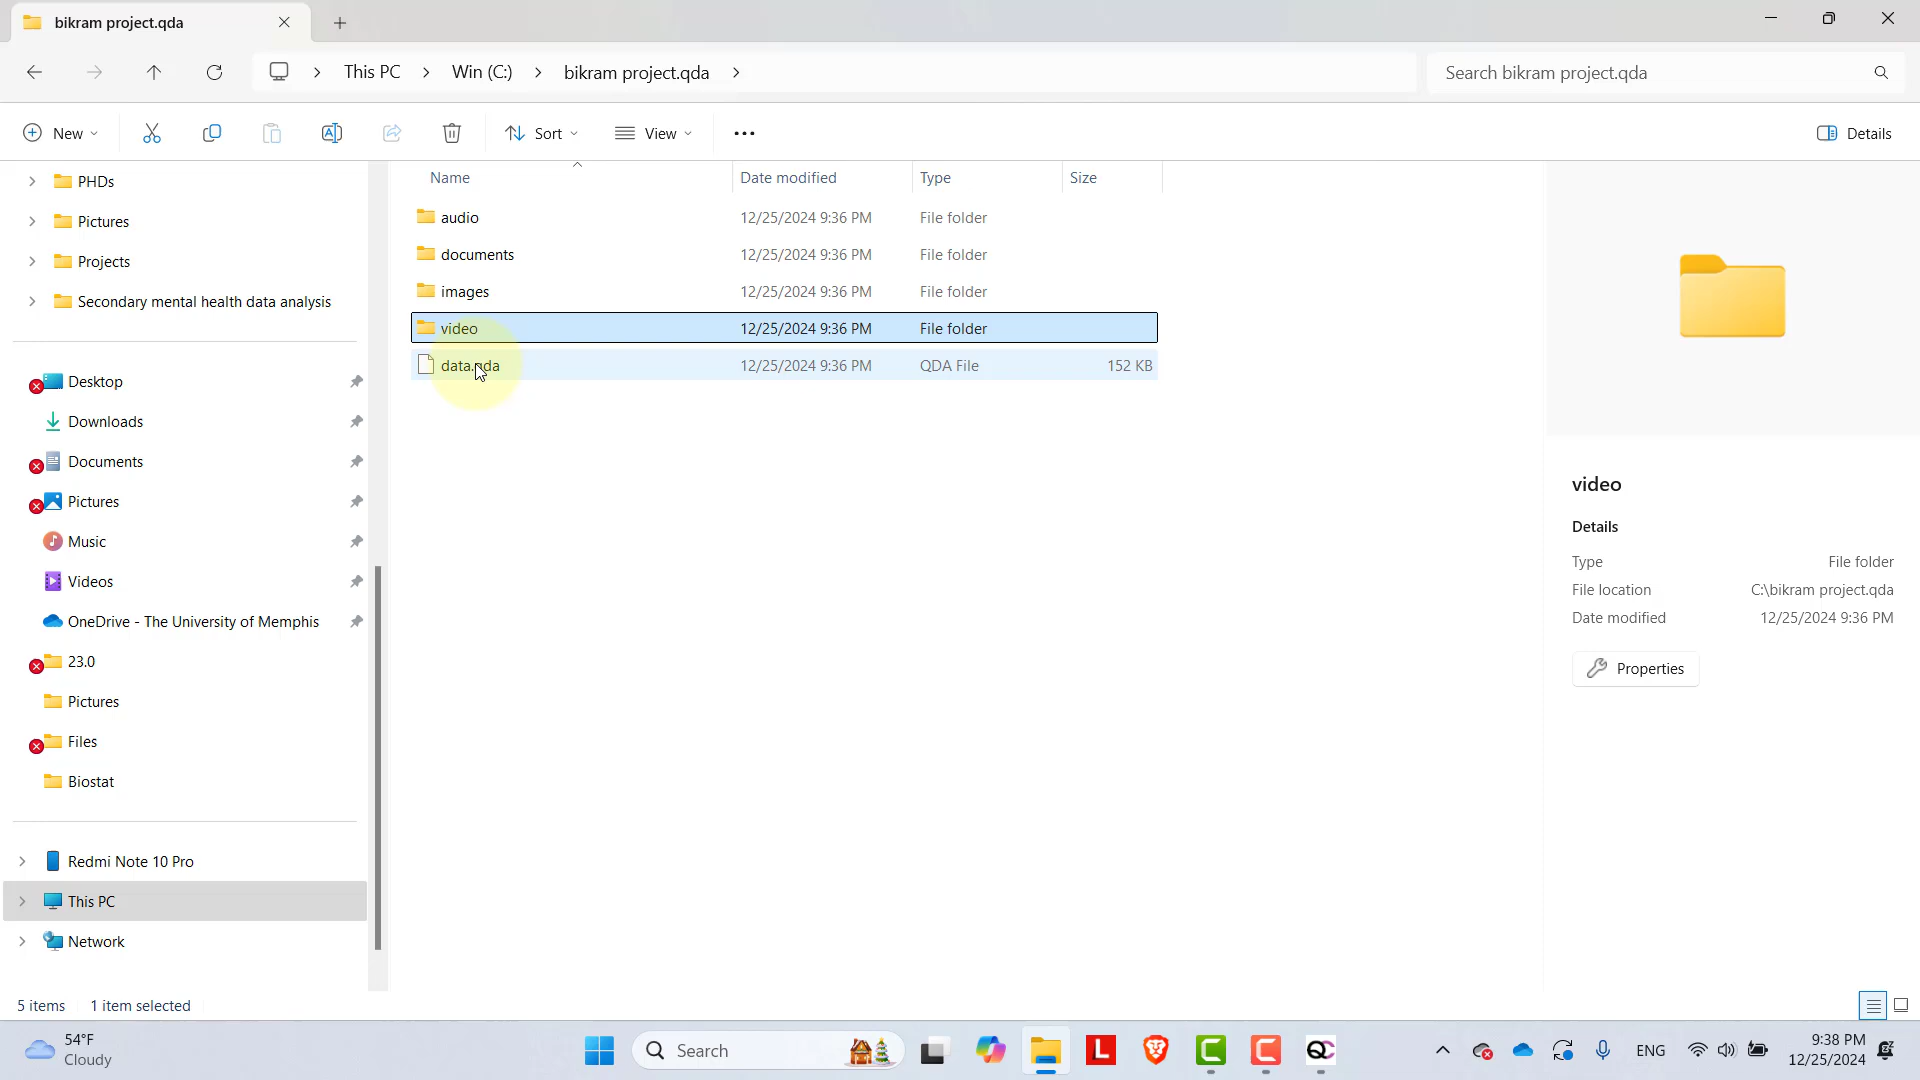 bikram project.qda
This PC
Win (C:)
bikram project.qda
Search bikram project.qda
New
Sort
View
Details
PHDs
Pictures
Projects
Secondary mental health data analysis
Desktop
Downloads
Documents
Pictures
Music
Videos
OneDrive - The University of Memphis
23.0
Pictures
Files
Biostat
Redmi Note 10 Pro
This PC
Network
Name Date modified Type Size
audio 12/25/2024 9:36 PM File folder
documents 12/25/2024 9:36 PM File folder
images 12/25/2024 9:36 PM File folder
video 12/25/2024 9:36 PM File folder
data.qda 12/25/2024 9:36 PM QDA File 152 KB
video
Details
Type File folder
File location C:\bikram project.qda
Date modified 12/25/2024 9:36 PM
Properties
5 items 1 item selected
54°F
Cloudy
Search
L
C
C
QC
ENG
9:38 PM
12/25/2024